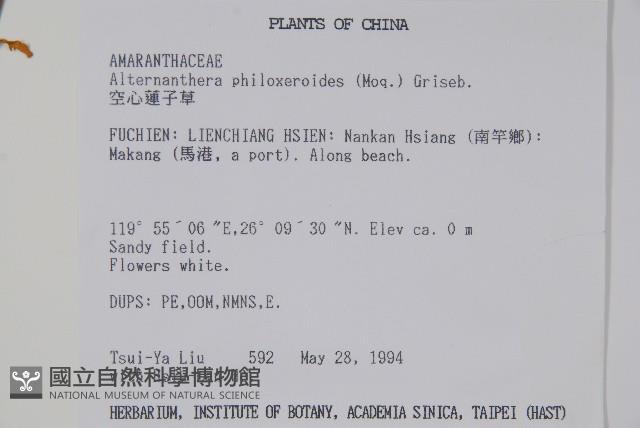 PLANTS OF CHINA
AMARANTHACEAE
Alternanthera philoxeroides (Moq.) Griseb.
空心蓮子草
FUCHIEN: LIENCHIANG HSIEN: Nankan Hsiang (南竿鄉):
Makang (馬港, a port). Along beach.
119° 55´ 06 ″E,26° 09´ 30 ″N. Elev ca. 0 m
Sandy field.
Flowers white.
DUPS: PE,OOM,NMNS,E.
Tsui-Ya Liu 592 May 28, 1994
國立自然科學博物館
NATIONAL MUSEUM OF NATURAL SCIENCE
HERBARIUM, INSTITUTE OF BOTANY, ACADEMIA SINICA, TAIPEI (HAST)